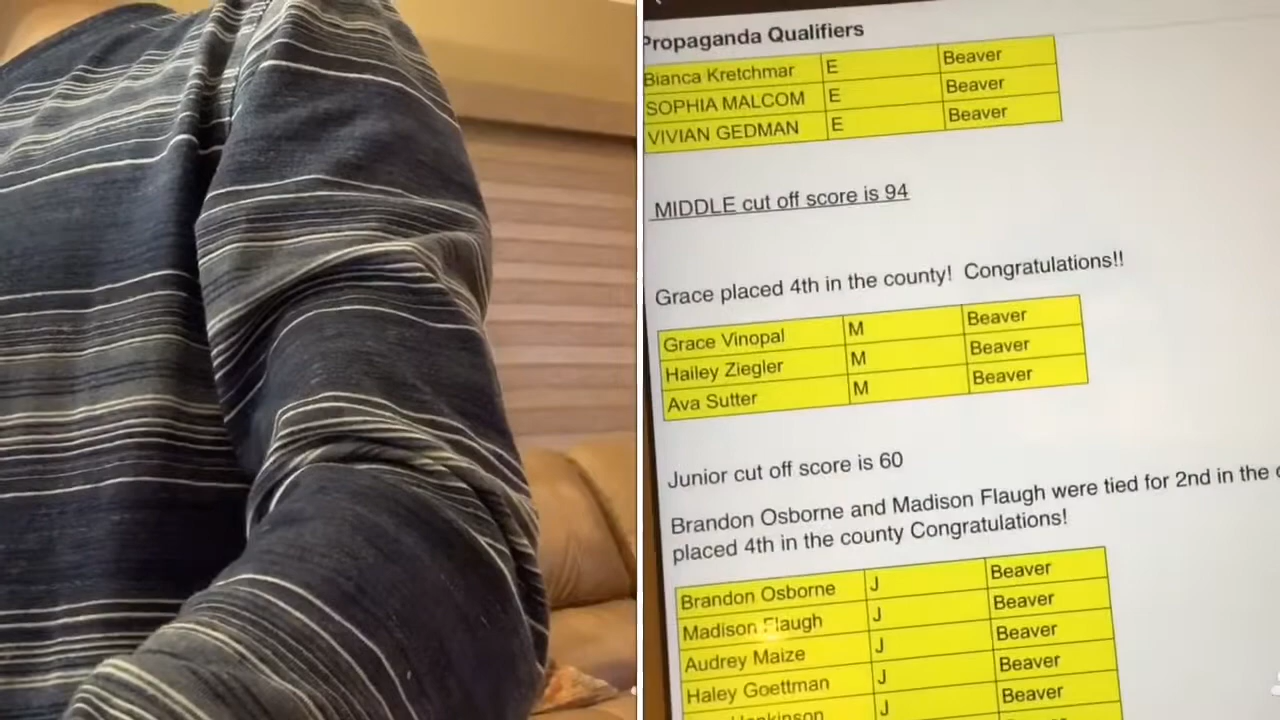 Propaganda Qualifiers
Bianca Kretchmar E Beaver
SOPHIA MALCOM E Beaver
VIVIAN GEDMAN E Beaver
MIDDLE cut off score is 94
Grace placed 4th in the county! Congratulations!!
Grace Vinopal M Beaver
Hailey Ziegler M Beaver
Ava Sutter M Beaver
Junior cut off score is 60
Brandon Osborne and Madison Flaugh were tied for 2nd in the
placed 4th in the county Congratulations!
Brandon Osborne J Beaver
Madison Flaugh J Beaver
Audrey Maize J Beaver
Haley Goettman J Beaver
J Beaver